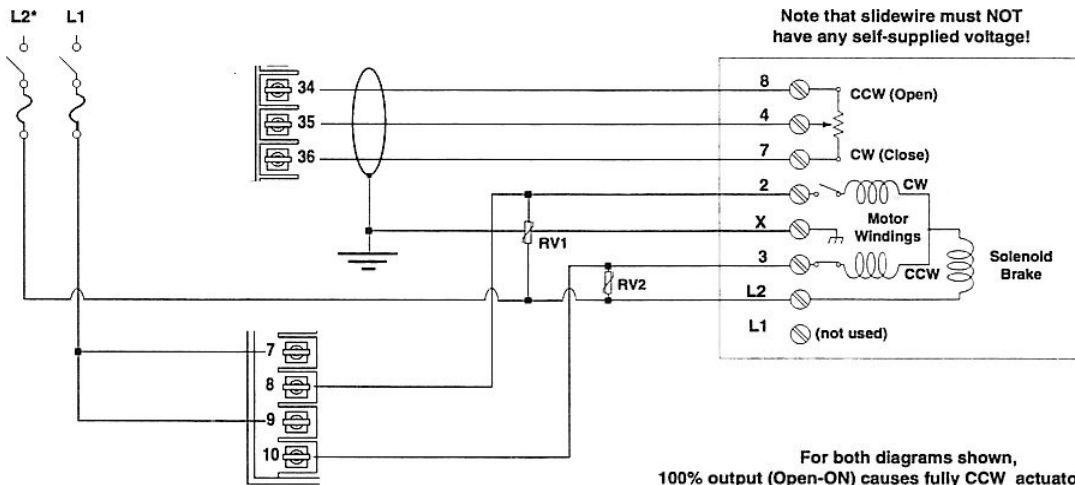 L2* L1
Note that slidewire must NOT
have any self-supplied voltage!
34
35
36
8
4
7
2
X
3
L2
L1
CCW (Open)
CW (Close)
CW
Motor
Windings
CCW
Solenoid
Brake
(not used)
RV1
RV2
7
8
9
10
For both diagrams shown,
100% output (Open-ON) causes fully CCW